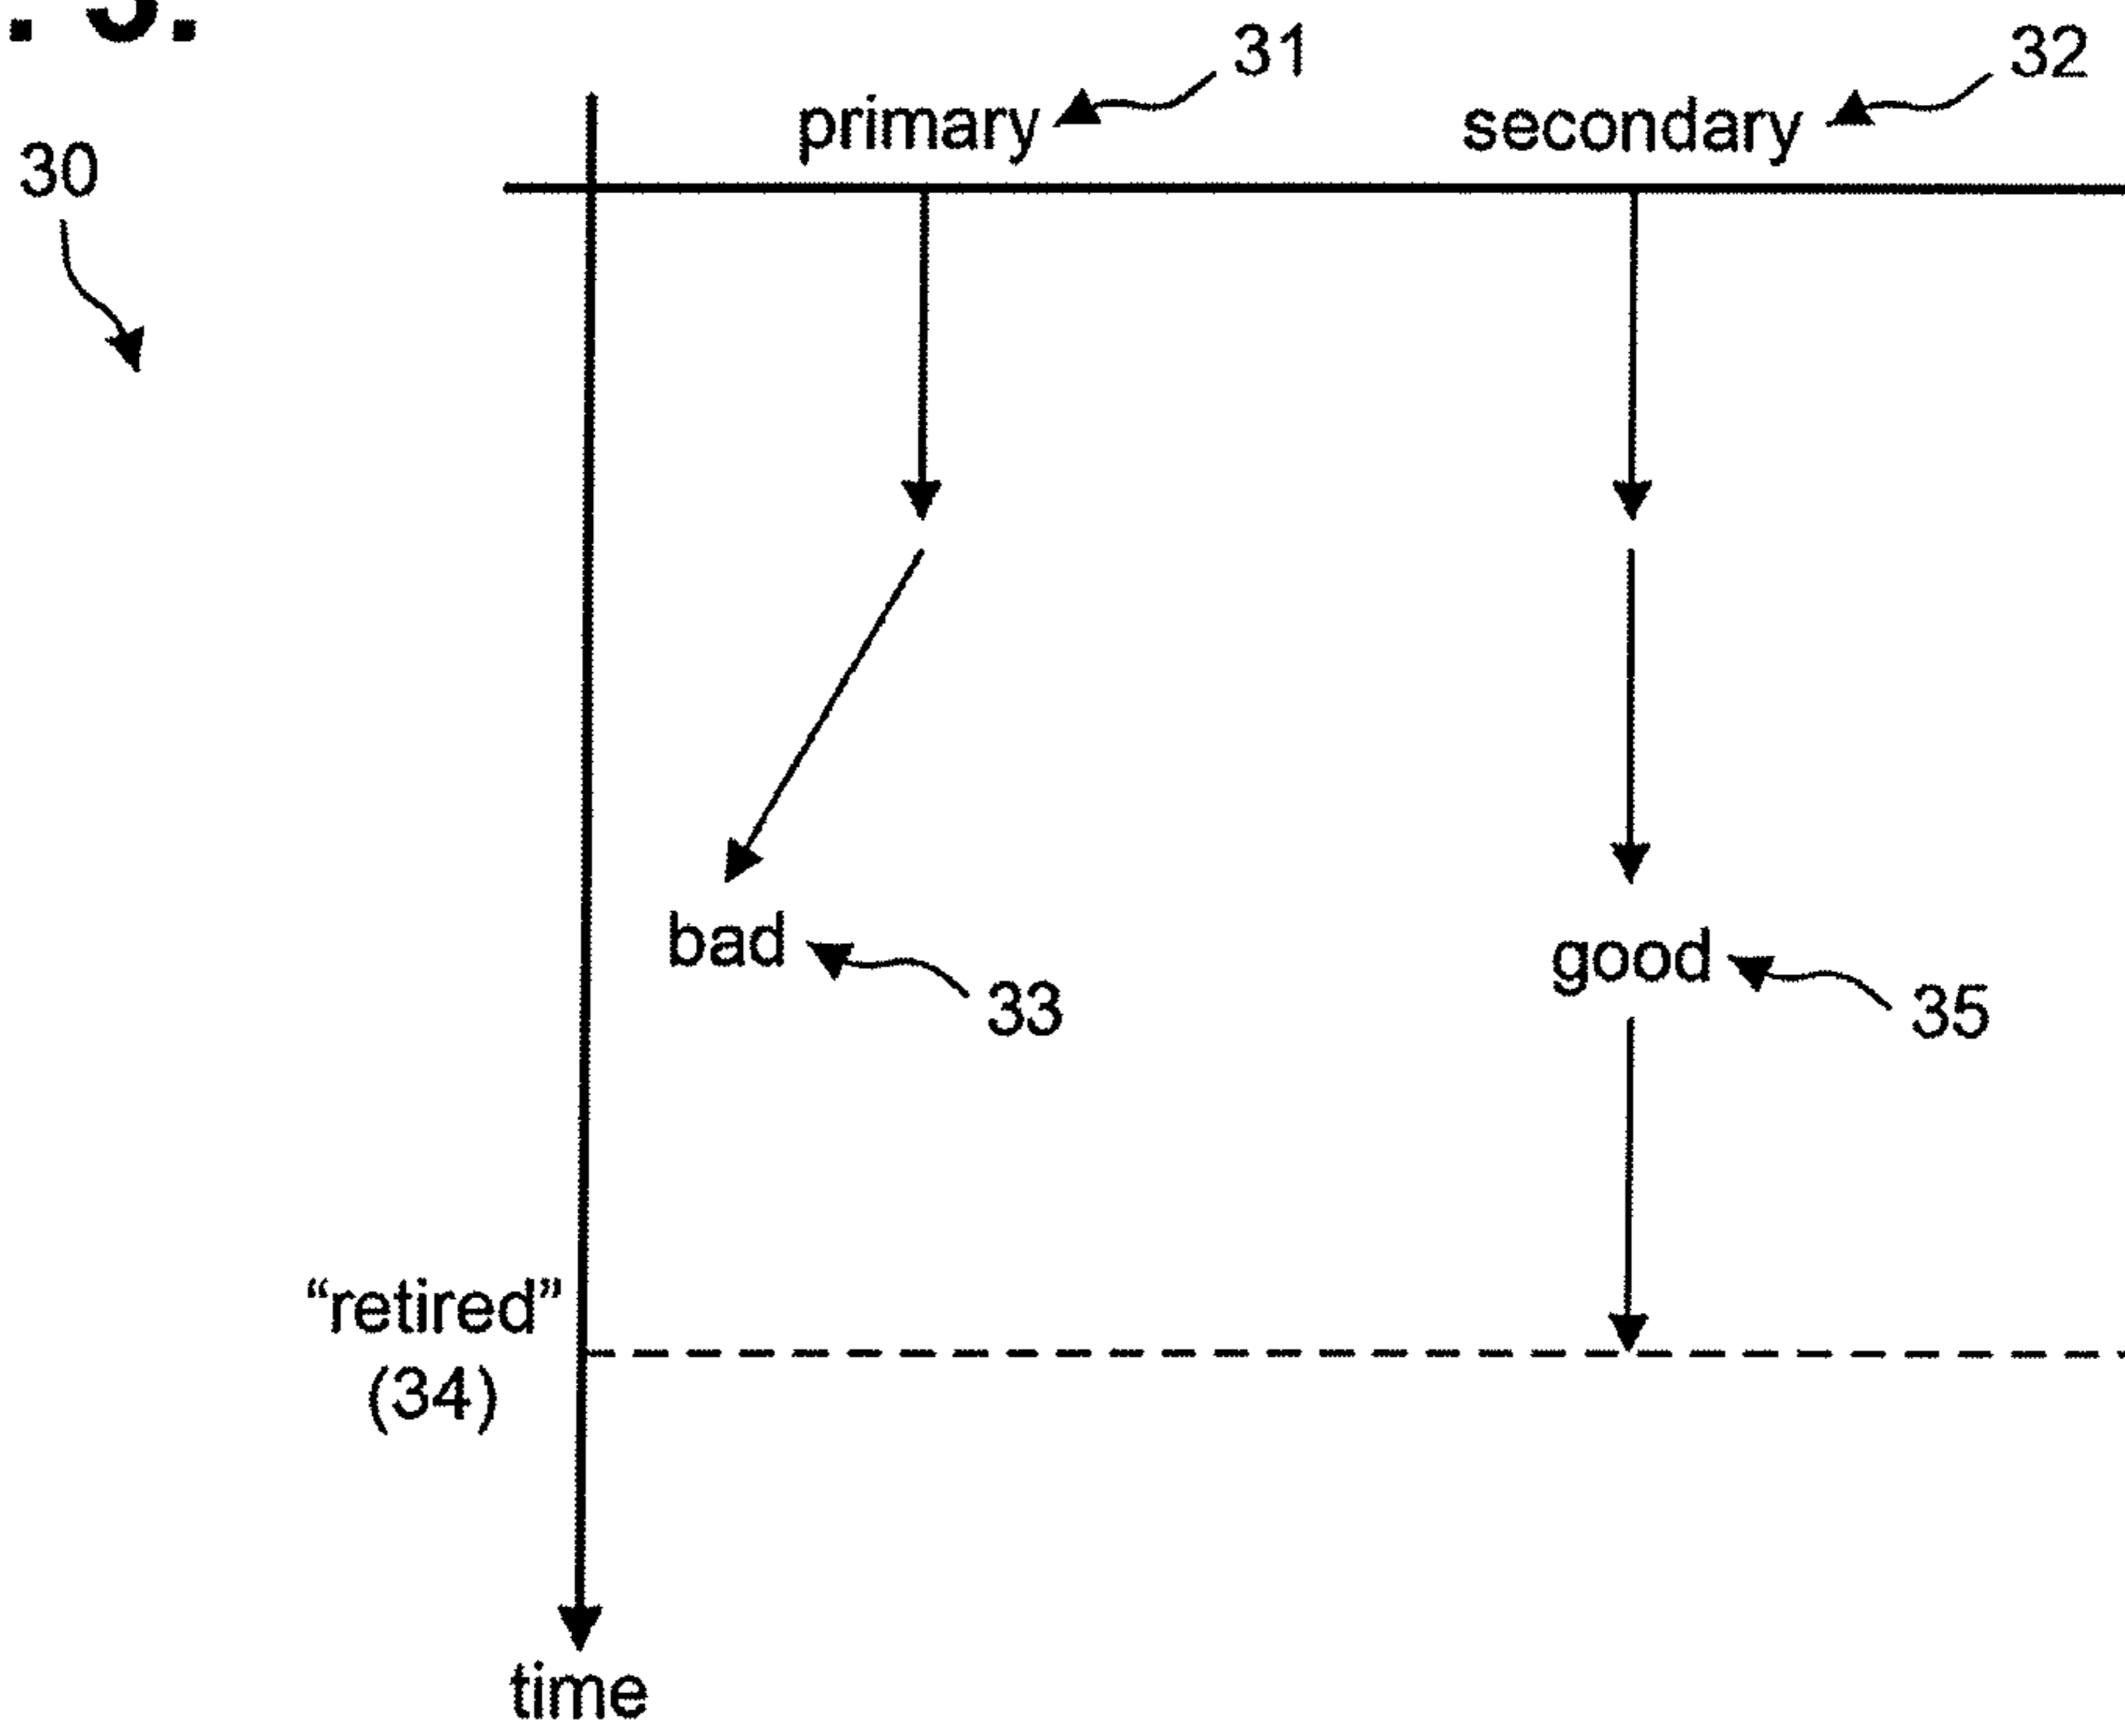 31
32
primary
secondary
30
bad
33
good
35
“retired”
(34)
time